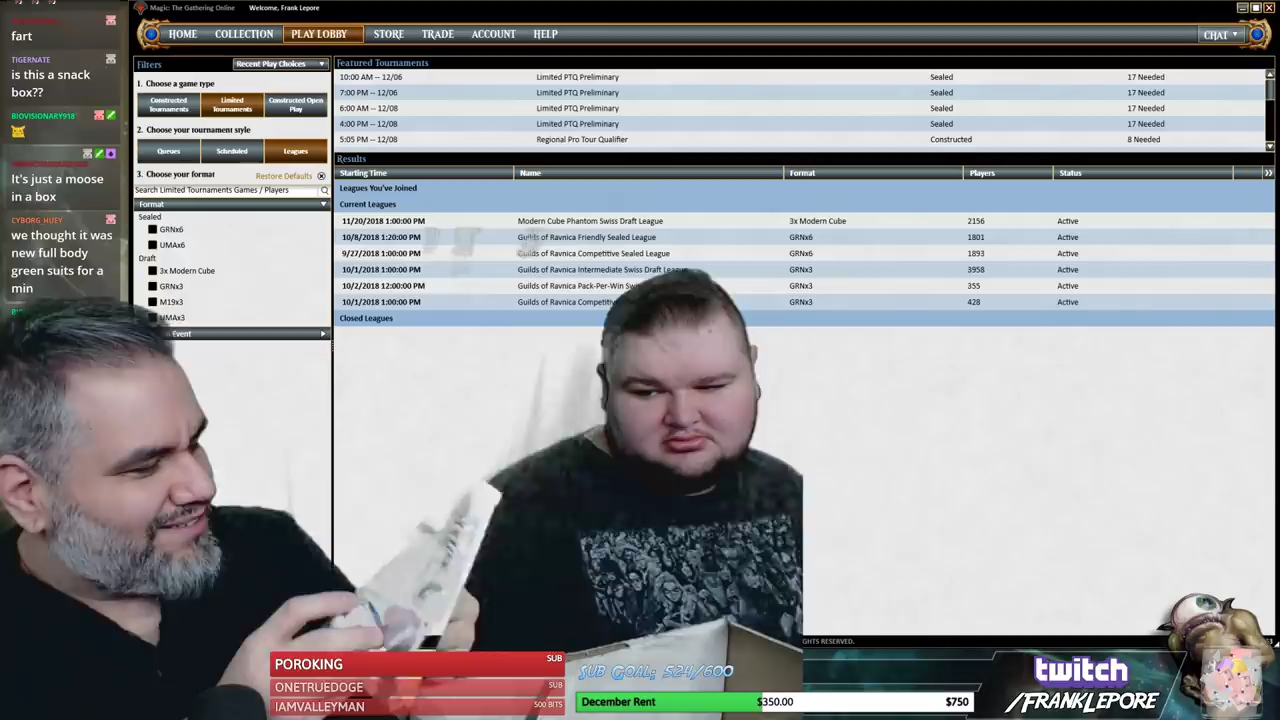 Magic: The Gathering Online
Welcome, Frank Lepore
HOME
COLLECTION
PLAY LOBBY
STORE
TRADE
ACCOUNT
HELP
CHAT
fart
TIGERNATE
is this a snack
box??
BIOVISIONARY918
It's just a moose
in a box
CYBORG_HUEY
we thought it was
new full body
green suits for a
min
Filters
Recent Play Choices
1. Choose a game type
Constructed Tournaments
Limited Tournaments
Constructed Open Play
2. Choose your tournament style
Queues
Scheduled
Leagues
3. Choose your format
Restore Defaults
Search Limited Tournaments Games / Players
Format
Sealed
GRNx6
UMAx6
Draft
3x Modern Cube
GRNx3
M19x3
UMAx3
Event
Featured Tournaments
10:00 AM -- 12/06 Limited PTQ Preliminary Sealed 17 Needed
7:00 PM -- 12/06 Limited PTQ Preliminary Sealed 17 Needed
6:00 AM -- 12/08 Limited PTQ Preliminary Sealed 17 Needed
4:00 PM -- 12/08 Limited PTQ Preliminary Sealed 17 Needed
5:05 PM -- 12/08 Regional Pro Tour Qualifier Constructed 8 Needed
Results
Starting Time Name Format Players Status
Leagues You've Joined
Current Leagues
11/20/2018 1:00:00 PM Modern Cube Phantom Swiss Draft League 3x Modern Cube 2156 Active
10/8/2018 1:20:00 PM Guilds of Ravnica Friendly Sealed League GRNx6 1801 Active
9/27/2018 1:00:00 PM Guilds of Ravnica Competitive Sealed League GRNx6 1893 Active
10/1/2018 1:00:00 PM Guilds of Ravnica Intermediate Swiss Draft League GRNx3 3958 Active
10/2/2018 12:00:00 PM Guilds of Ravnica Pack-Per-Win GRNx3 355 Active
10/1/2018 1:00:00 PM Guilds of Ravnica GRNx3 428 Active
Closed Leagues
GHTS RESERVED.
POROKING SUB
ONETRUEDOGE SUB
IAMVALLEYMAN 500 BITS
SUB GOAL: 524/600
December Rent $350.00 $750
twitch
/FRANKLEPORE